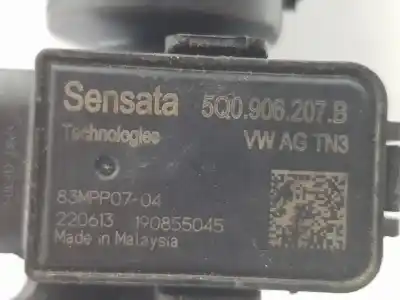 Sensata 5Q0.906.207.B
Technologies VW AG TN3
83MPP07-04
220613 190855045
Made in Malaysia